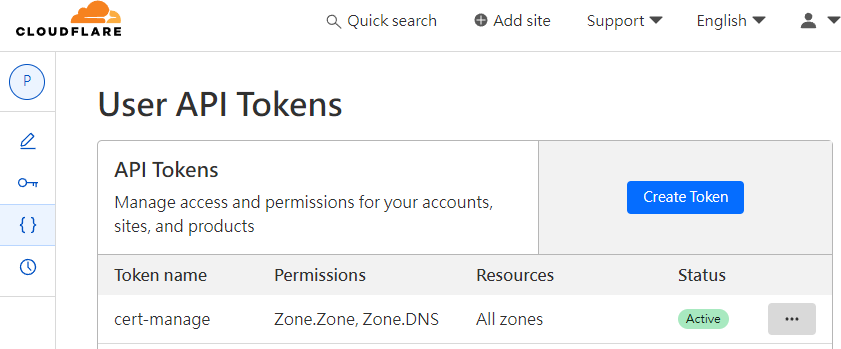 CLOUDFLARE
Quick search Add site Support English
P
User API Tokens
API Tokens
Manage access and permissions for your accounts,
sites, and products
Create Token
Token name Permissions Resources Status
cert-manage Zone.Zone, Zone.DNS All zones Active